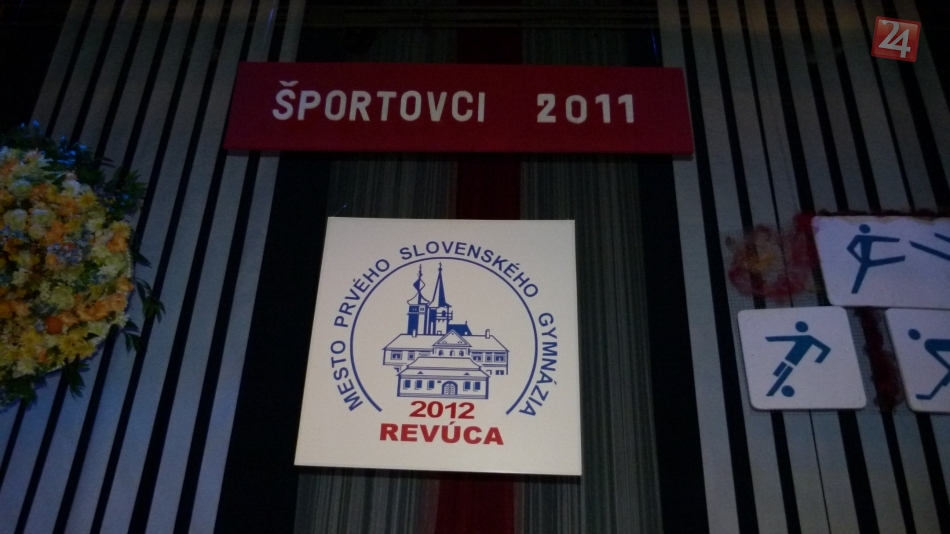 24
ŠPORTOVCI 2011
MESTO PRVÉHO SLOVENSKÉHO GYMNÁZIA
2012
REVÚCA